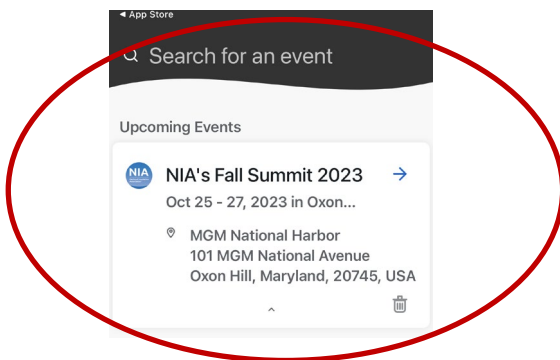 ◄ App Store
Search for an event
Upcoming Events
NIA
NIA's Fall Summit 2023
Oct 25 - 27, 2023 in Oxon...
MGM National Harbor
101 MGM National Avenue
Oxon Hill, Maryland, 20745, USA